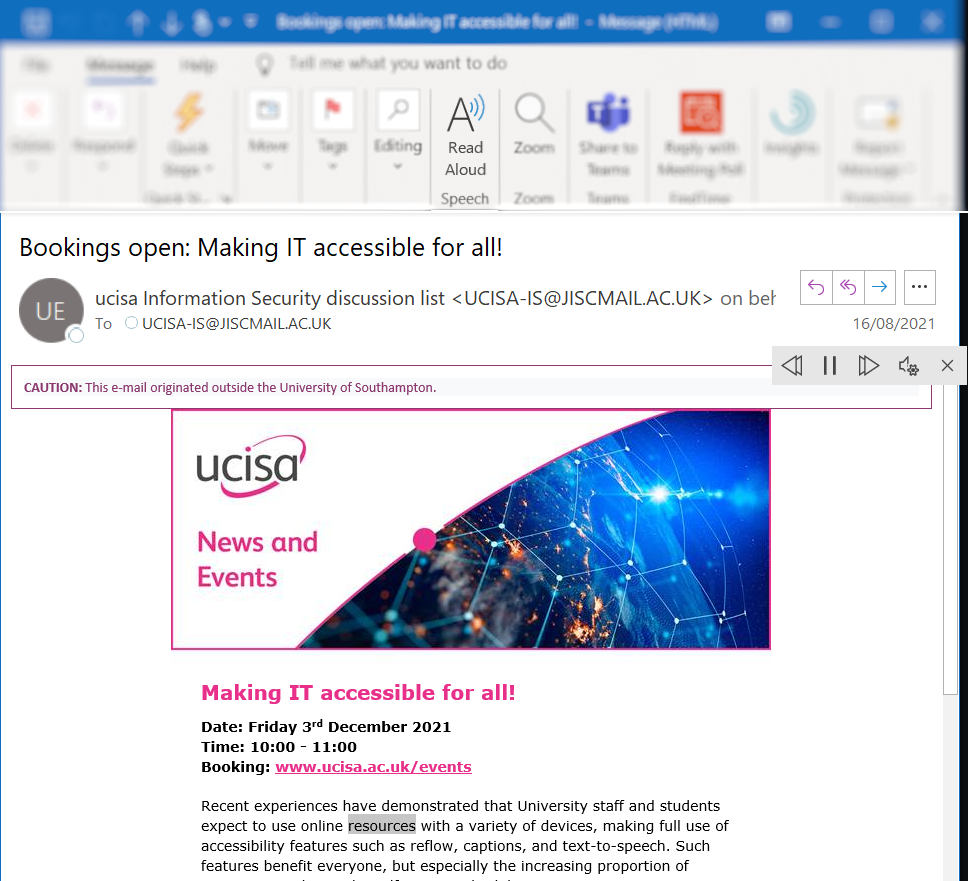 Bookings open: Making IT accessible for all! – Message (HTML)
File Message Help Tell me what you want to do
Delete Respond Quick Steps Move Tags Editing Read Aloud Zoom Share to Teams Reply with Meeting Poll Insights Report Message
Speech Zoom Teams FindTime
Bookings open: Making IT accessible for all!
UE
ucisa Information Security discussion list <UCISA-IS@JISCMAIL.AC.UK> on beh
To UCISA-IS@JISCMAIL.AC.UK
16/08/2021
CAUTION: This e-mail originated outside the University of Southampton.
ucisa
News and
Events
Making IT accessible for all!
Date: Friday 3rd December 2021
Time: 10:00 - 11:00
Booking: www.ucisa.ac.uk/events
Recent experiences have demonstrated that University staff and students
expect to use online resources with a variety of devices, making full use of
accessibility features such as reflow, captions, and text-to-speech. Such
features benefit everyone, but especially the increasing proportion of